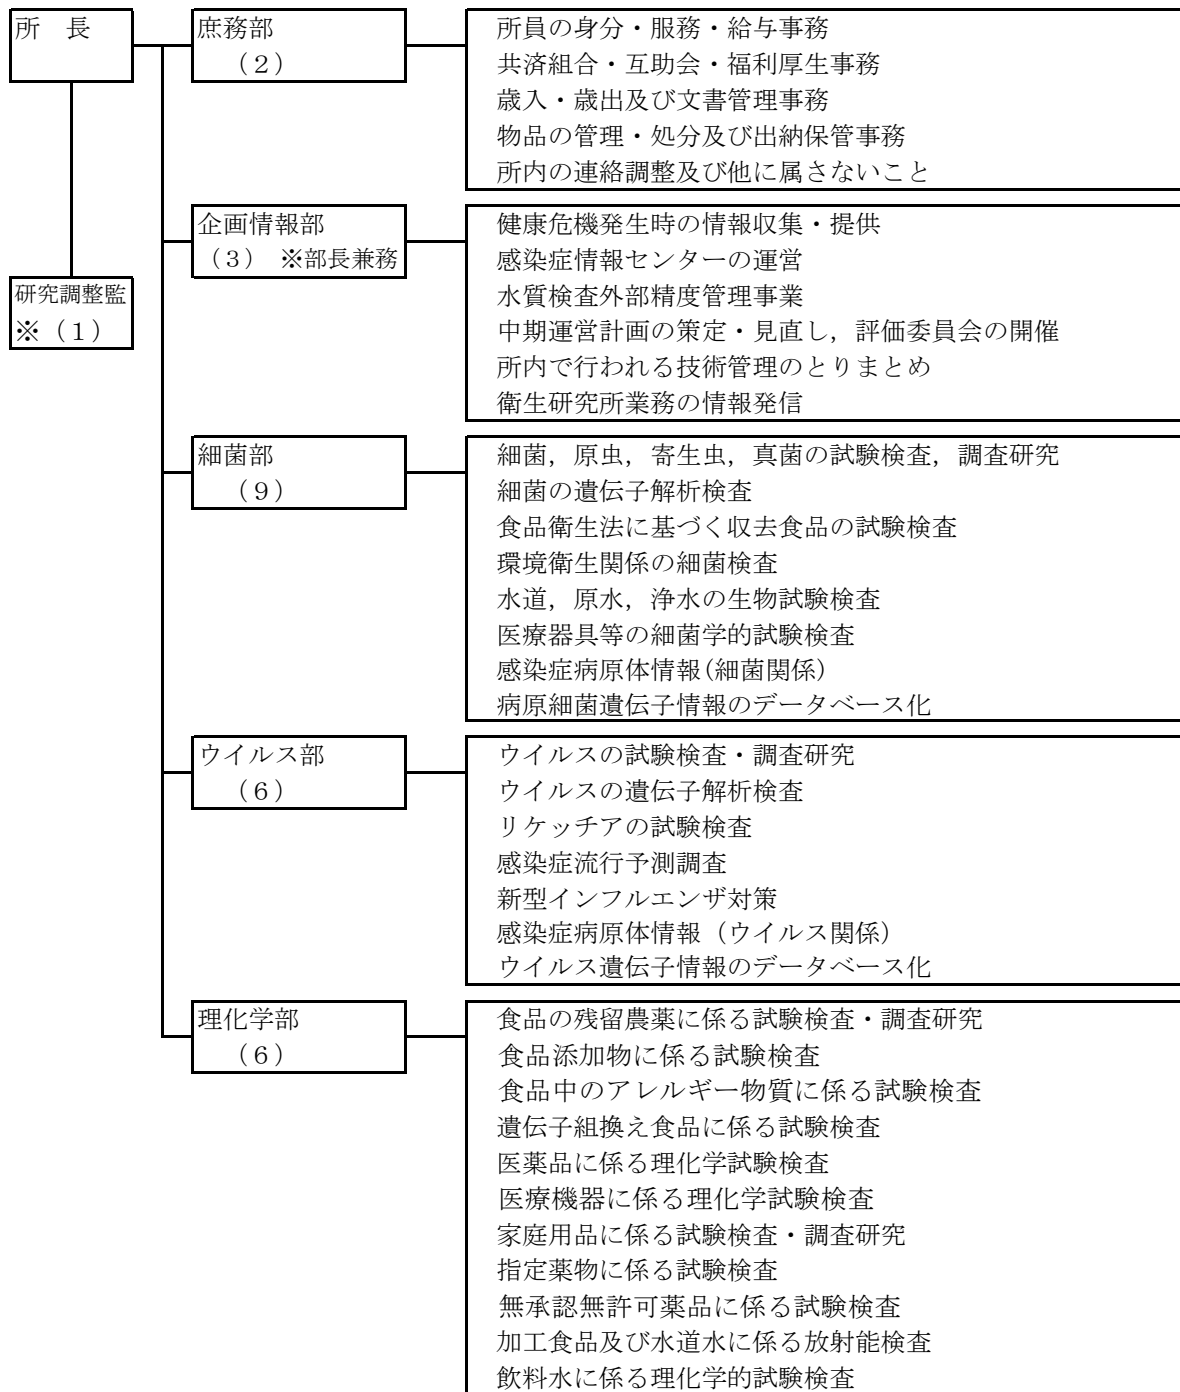 所　長
研究調整監
※（１）
庶務部
（２）
所員の身分・服務・給与事務
共済組合・互助会・福利厚生事務
歳入・歳出及び文書管理事務
物品の管理・処分及び出納保管事務
所内の連絡調整及び他に属さないこと
企画情報部
（３）　※部長兼務
健康危機発生時の情報収集・提供
感染症情報センターの運営
水質検査外部精度管理事業
中期運営計画の策定・見直し，評価委員会の開催
所内で行われる技術管理のとりまとめ
衛生研究所業務の情報発信
細菌部
（９）
細菌，原虫，寄生虫，真菌の試験検査，調査研究
細菌の遺伝子解析検査
食品衛生法に基づく収去食品の試験検査
環境衛生関係の細菌検査
水道，原水，浄水の生物試験検査
医療器具等の細菌学的試験検査
感染症病原体情報(細菌関係）
病原細菌遺伝子情報のデータベース化
ウイルス部
（６）
ウイルスの試験検査・調査研究
ウイルスの遺伝子解析検査
リケッチアの試験検査
感染症流行予測調査
新型インフルエンザ対策
感染症病原体情報（ウイルス関係）
ウイルス遺伝子情報のデータベース化
理化学部
（６）
食品の残留農薬に係る試験検査・調査研究
食品添加物に係る試験検査
食品中のアレルギー物質に係る試験検査
遺伝子組換え食品に係る試験検査
医薬品に係る理化学試験検査
医療機器に係る理化学試験検査
家庭用品に係る試験検査・調査研究
指定薬物に係る試験検査
無承認無許可薬品に係る試験検査
加工食品及び水道水に係る放射能検査
飲料水に係る理化学的試験検査